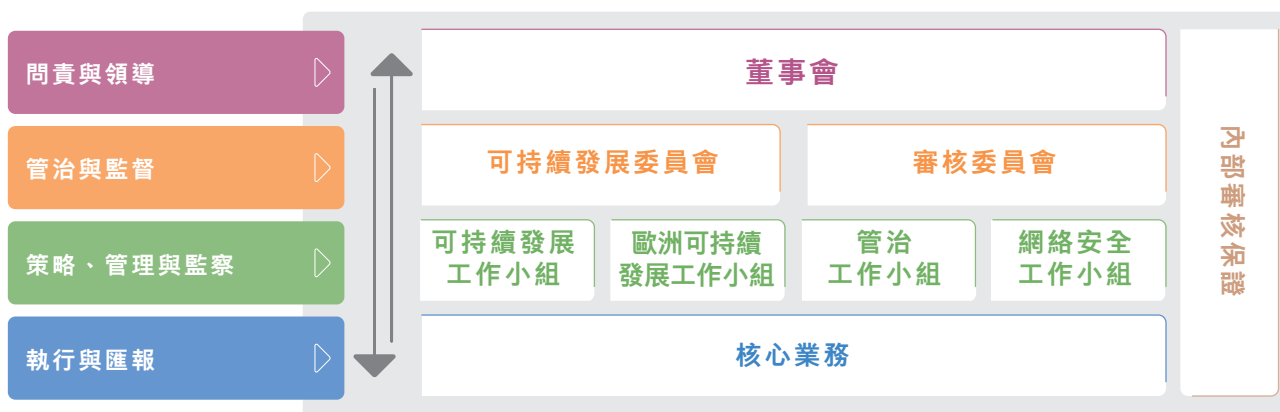 問責與領導
董事會
管治與監督
可持續發展委員會
審核委員會
策略、管理與監察
可持續發展
工作小組
歐洲可持續
發展工作小組
管治
工作小組
網絡安全
工作小組
執行與匯報
核心業務
內部審核保證